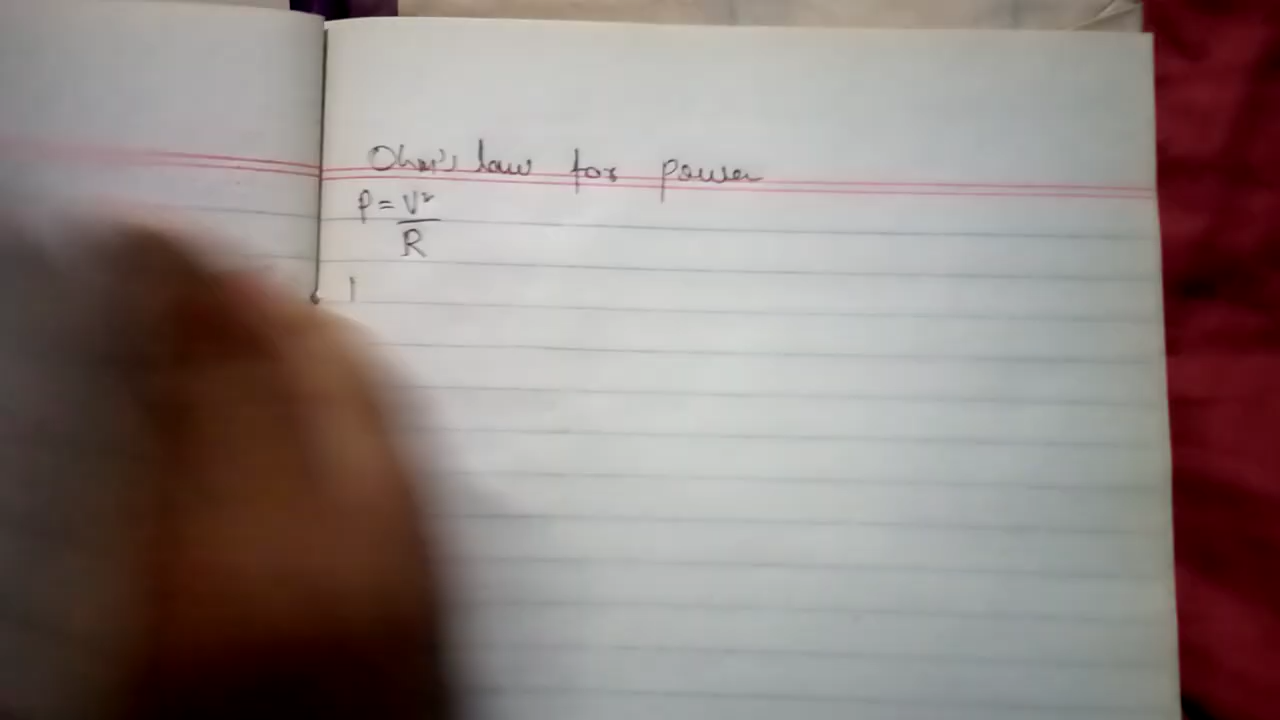 Ohm's law for power
P = V²
R